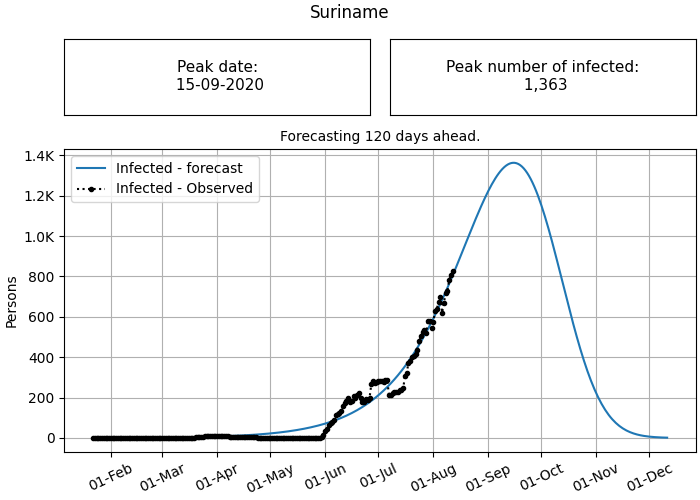 Suriname
Peak date:
15-09-2020
Peak number of infected:
1,363
Forecasting 120 days ahead.
Infected - forecast
Infected - Observed
Persons
1.4K
1.2K
1.0K
800
600
400
200
0
01-Feb
01-Mar
01-Apr
01-May
01-Jun
01-Jul
01-Aug
01-Sep
01-Oct
01-Nov
01-Dec